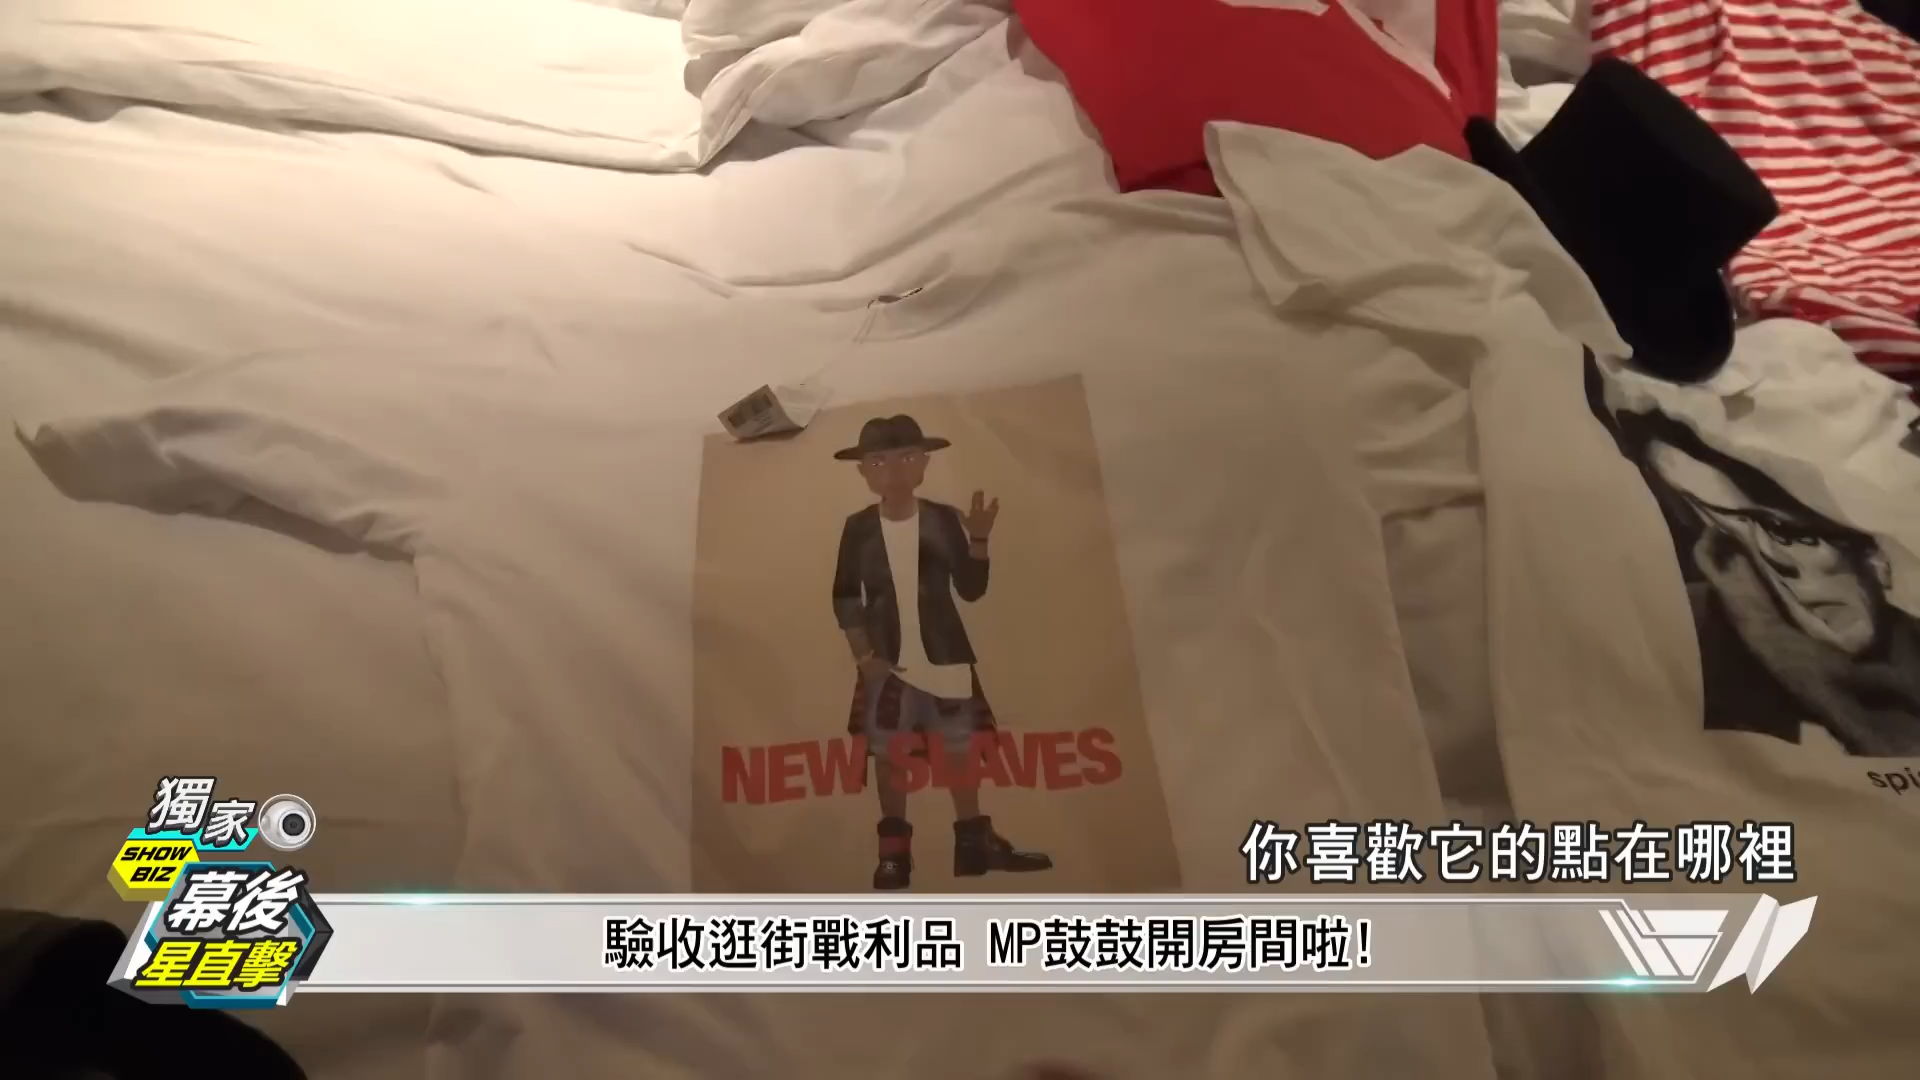 NEW SLAVES
spi
你喜歡它的點在哪裡
獨家
SHOW
BIZ
幕後
星直擊
驗收逛街戰利品 MP鼓鼓開房間啦!